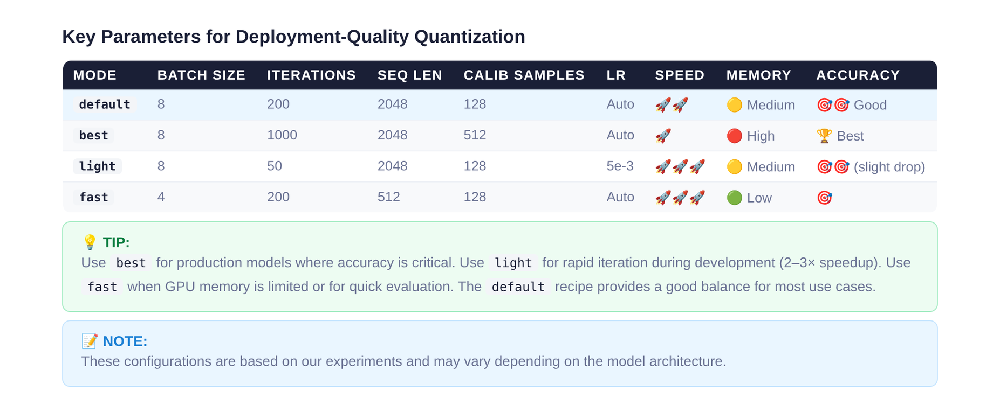 Key Parameters for Deployment-Quality Quantization
MODE BATCH SIZE ITERATIONS SEQ LEN CALIB SAMPLES LR SPEED MEMORY ACCURACY
default 8 200 2048 128 Auto 🚀🚀 🟡 Medium 🎯🎯 Good
best 8 1000 2048 512 Auto 🚀 🔴 High 🏆 Best
light 8 50 2048 128 5e-3 🚀🚀🚀 🟡 Medium 🎯🎯 (slight drop)
fast 4 200 512 128 Auto 🚀🚀🚀 🟢 Low 🎯
💡 TIP:
Use best for production models where accuracy is critical. Use light for rapid iteration during development (2–3× speedup). Use
fast when GPU memory is limited or for quick evaluation. The default recipe provides a good balance for most use cases.
📝 NOTE:
These configurations are based on our experiments and may vary depending on the model architecture.